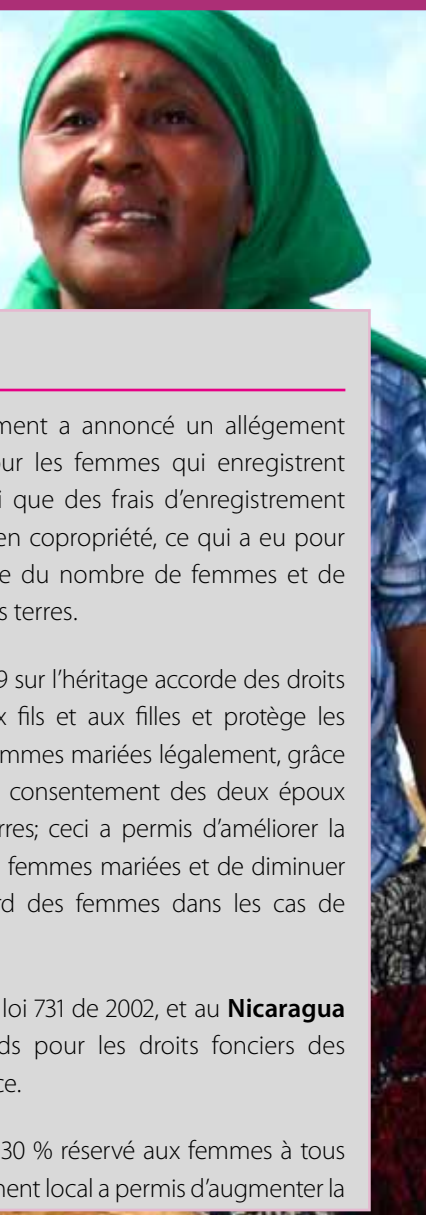 ment a annoncé un allégement
ur les femmes qui enregistrent
i que des frais d’enregistrement
en copropriété, ce qui a eu pour
e du nombre de femmes et de
s terres.
9 sur l’héritage accorde des droits
x fils et aux filles et protège les
mmes mariées légalement, grâce
consentement des deux époux
rres; ceci a permis d’améliorer la
femmes mariées et de diminuer
rd des femmes dans les cas de
loi 731 de 2002, et au Nicaragua
ds pour les droits fonciers des
ce.
30 % réservé aux femmes à tous
ment local a permis d’augmenter la